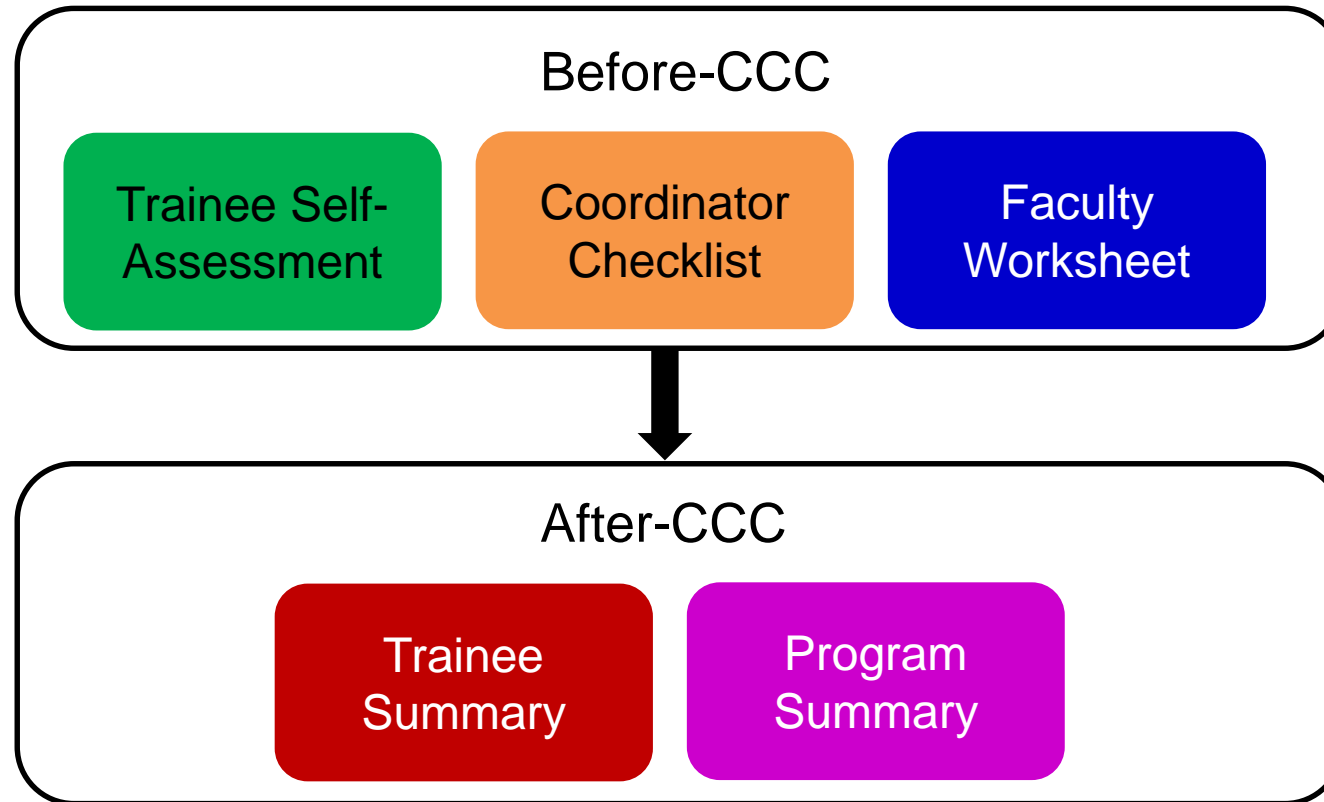 Before-CCC
Trainee Self-
Assessment
Coordinator
Checklist
Faculty
Worksheet
After-CCC
Trainee
Summary
Program
Summary